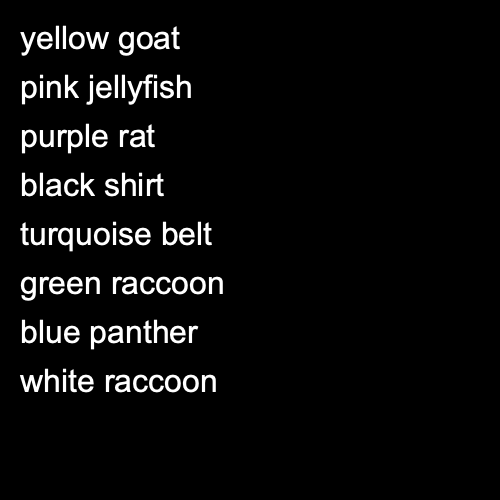 yellow goat
pink jellyfish
purple rat
black shirt
turquoise belt
green raccoon
blue panther
white raccoon